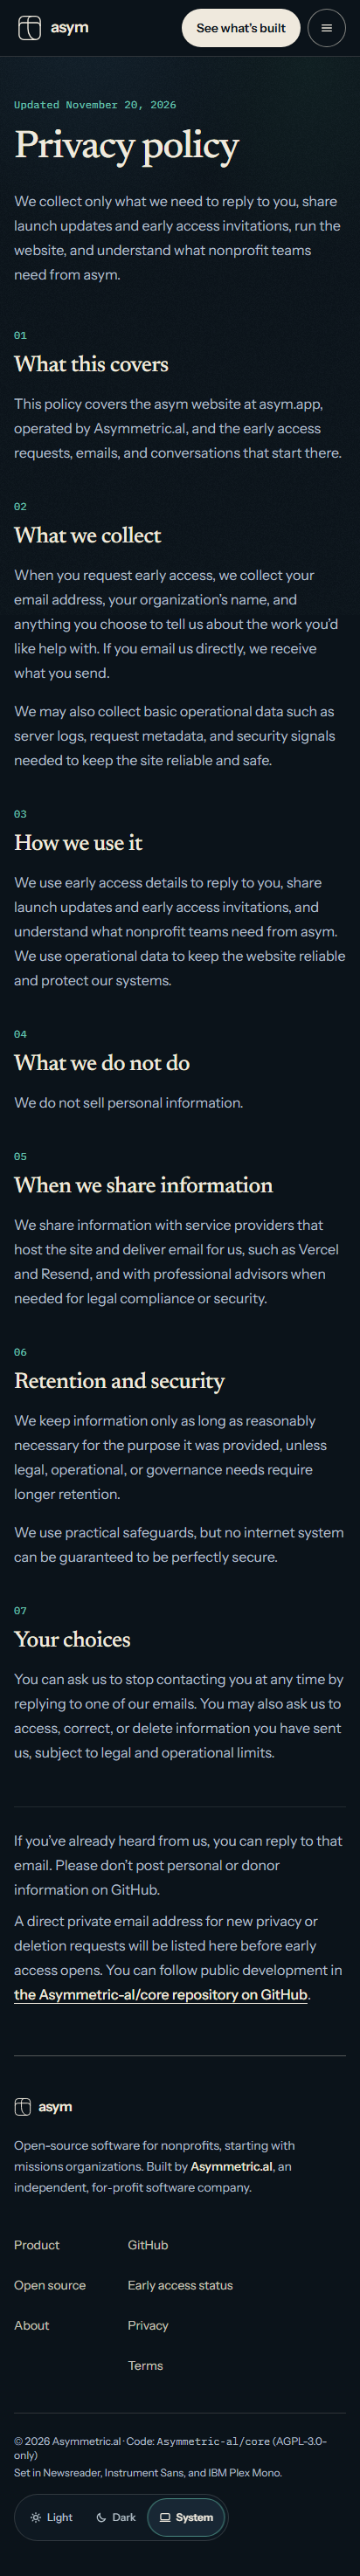 asym
See what's built
Updated November 20, 2026
Privacy policy
We collect only what we need to reply to you, share
launch updates and early access invitations, run the
website, and understand what nonprofit teams
need from asym.
01
What this covers
This policy covers the asym website at asym.app,
operated by Asymmetric.al, and the early access
requests, emails, and conversations that start there.
02
What we collect
When you request early access, we collect your
email address, your organization's name, and
anything you choose to tell us about the work you'd
like help with. If you email us directly, we receive
what you send.
We may also collect basic operational data such as
server logs, request metadata, and security signals
needed to keep the site reliable and safe.
03
How we use it
We use early access details to reply to you, share
launch updates and early access invitations, and
understand what nonprofit teams need from asym.
We use operational data to keep the website reliable
and protect our systems.
04
What we do not do
We do not sell personal information.
05
When we share information
We share information with service providers that
host the site and deliver email for us, such as Vercel
and Resend, and with professional advisors when
needed for legal compliance or security.
06
Retention and security
We keep information only as long as reasonably
necessary for the purpose it was provided, unless
legal, operational, or governance needs require
longer retention.
We use practical safeguards, but no internet system
can be guaranteed to be perfectly secure.
07
Your choices
You can ask us to stop contacting you at any time by
replying to one of our emails. You may also ask us to
access, correct, or delete information you have sent
us, subject to legal and operational limits.
If you've already heard from us, you can reply to that
email. Please don't post personal or donor
information on GitHub.
A direct private email address for new privacy or
deletion requests will be listed here before early
access opens. You can follow public development in
the Asymmetric-al/core repository on GitHub.
asym
Open-source software for nonprofits, starting with
missions organizations. Built by Asymmetric.al, an
independent, for-profit software company.
Product
GitHub
Open source
Early access status
About
Privacy
Terms
© 2026 Asymmetric.al · Code: Asymmetric-al/core (AGPL-3.0-
only)
Set in Newsreader, Instrument Sans, and IBM Plex Mono.
Light
Dark
System